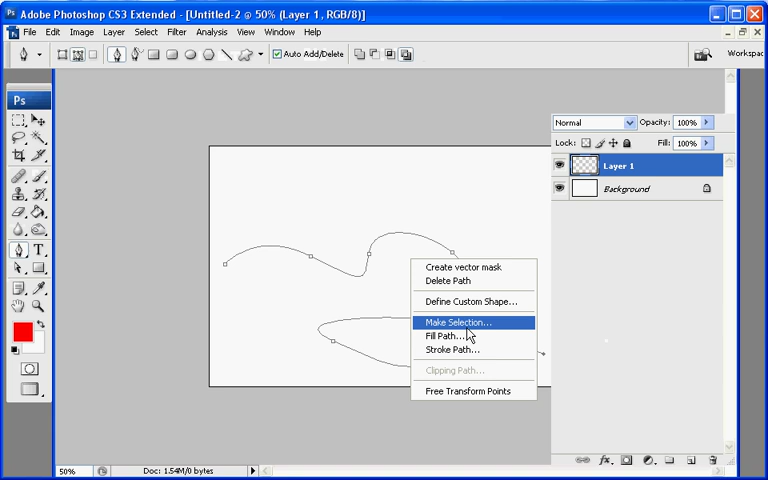 Adobe Photoshop CS3 Extended - [Untitled-2 @ 50% (Layer 1, RGB/8)]
File Edit Image Layer Select Filter Analysis View Window Help
Auto Add/Delete Workspac
Ps
Normal Opacity: 100%
Lock: Fill: 100%
Layer 1
Background
Create vector mask
Delete Path
Define Custom Shape...
Make Selection...
Fill Path...
Stroke Path...
Clipping Path...
Free Transform Points
50% Doc: 1.54M/0 bytes